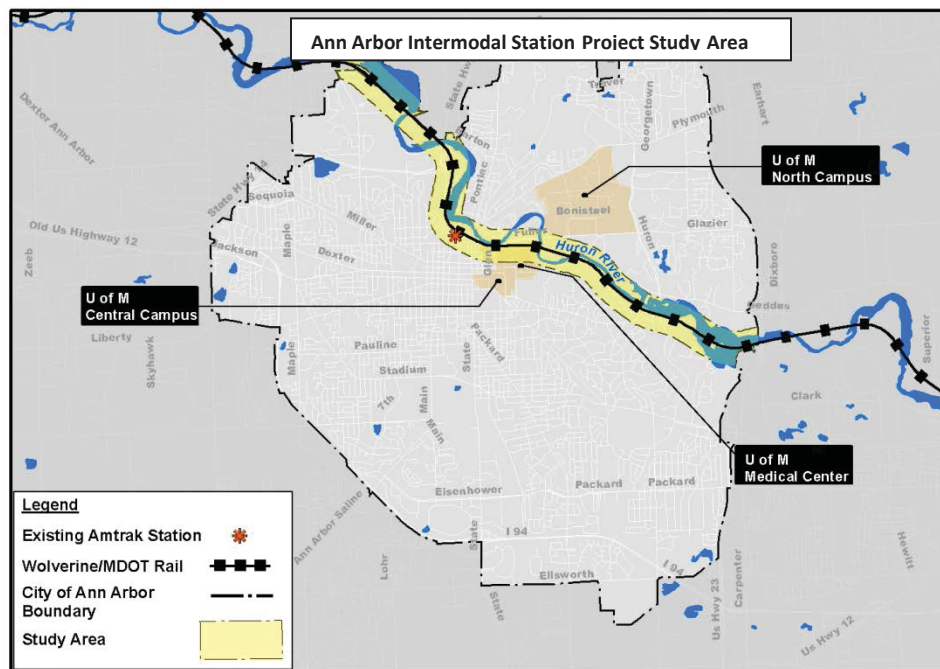 Ann Arbor Intermodal Station Project Study Area
State Hwy
Traver
Georgetown
Plymouth
Earhart
Dexter Ann Arbor
Barton
U of M
North Campus
State Hwy
Sequoia
Pontiac
Miller
Bonisteel
Maple
Huron
Glazier
Old Us Highway 12
Fuller
Zeeb
Jackson
Dexter
Glen
Huron River
Dixboro
U of M
Central Campus
Geddes
Liberty
Skyhawk
Maple
Pauline
State
Packard
Superior
Stadium
7th
Main
Main
Clark
U of M
Medical Center
Eisenhower
Packard
Packard
Ann Arbor Saline
State
I 94
Lohr
Ellsworth
I 94
State
Us Hwy 23
Carpenter
Hewitt
Us Hwy 12
Legend
Existing Amtrak Station
Wolverine/MDOT Rail
City of Ann Arbor
Boundary
Study Area